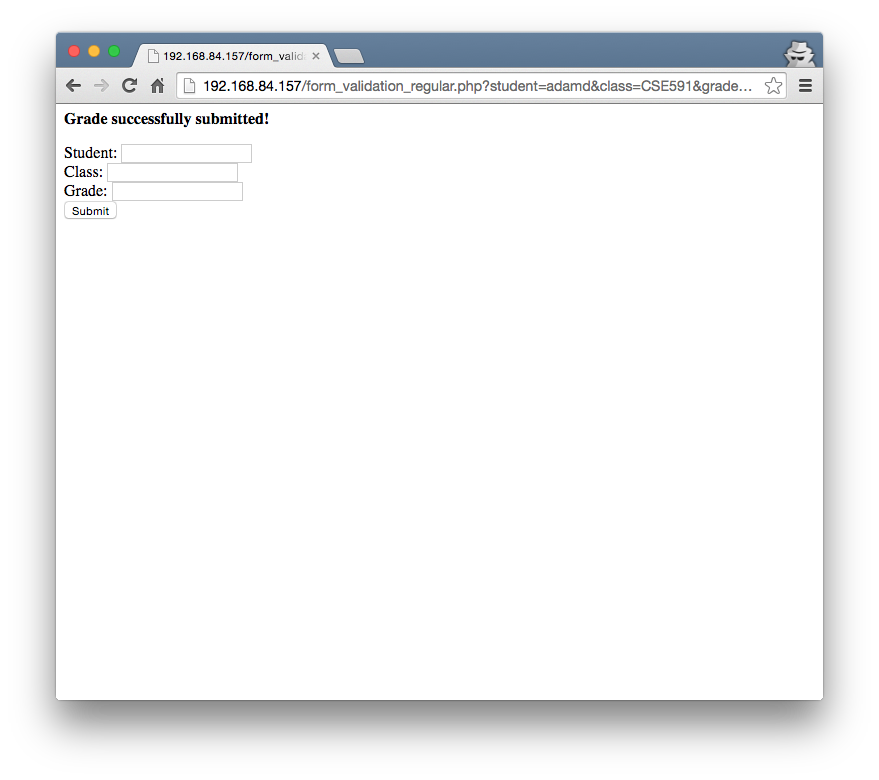 192.168.84.157/form_valid
192.168.84.157/form_validation_regular.php?student=adamd&class=CSE591&grade...
Grade successfully submitted!
Student:
Class:
Grade:
Submit